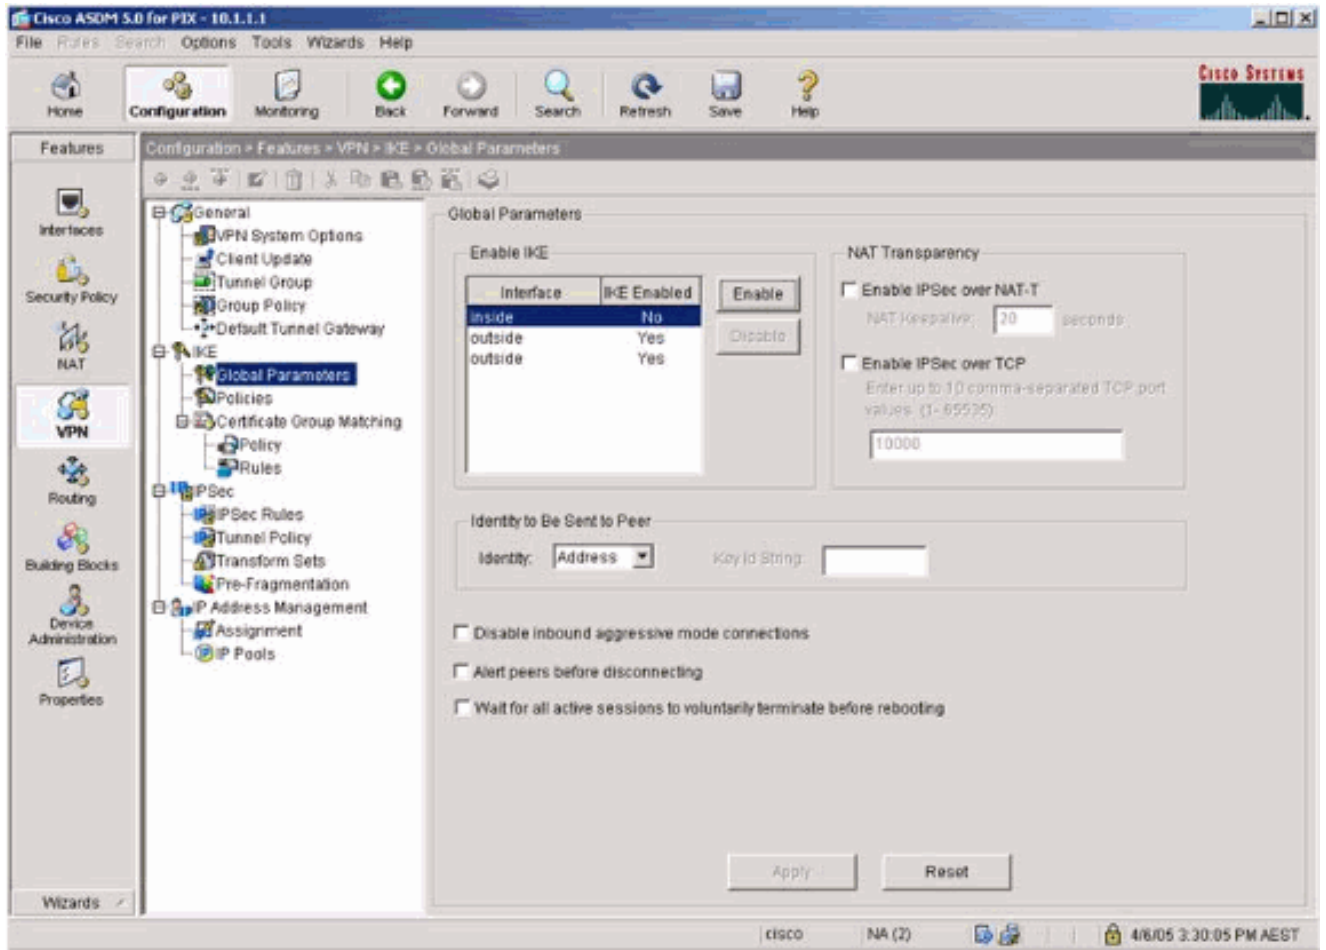 Cisco ASDM 5.0 for PIX - 10.1.1.1
File Rules Search Options Tools Wizards Help
Home Configuration Monitoring Back Forward Search Refresh Save Help
CISCO SYSTEMS
Features
Configuration > Features > VPN > IKE > Global Parameters
Interfaces
Security Policy
NAT
VPN
Routing
Building Blocks
Device Administration
Properties
Wizards
General
VPN System Options
Client Update
Tunnel Group
Group Policy
Default Tunnel Gateway
IKE
Global Parameters
Policies
Certificate Group Matching
Policy
Rules
IPSec
IPSec Rules
Tunnel Policy
Transform Sets
Pre-Fragmentation
IP Address Management
Assignment
IP Pools
Global Parameters
Enable IKE
Interface IKE Enabled
inside No
outside Yes
outside Yes
Enable
Disable
NAT Transparency
Enable IPSec over NAT-T
NAT Keepalive: 20 seconds
Enable IPSec over TCP
Enter up to 10 comma-separated TCP port
values (1- 65535)
10000
Identity to Be Sent to Peer
Identity: Address Key Id String:
Disable inbound aggressive mode connections
Alert peers before disconnecting
Wait for all active sessions to voluntarily terminate before rebooting
Apply Reset
cisco NA (2) 4/6/05 3:30:05 PM AEST